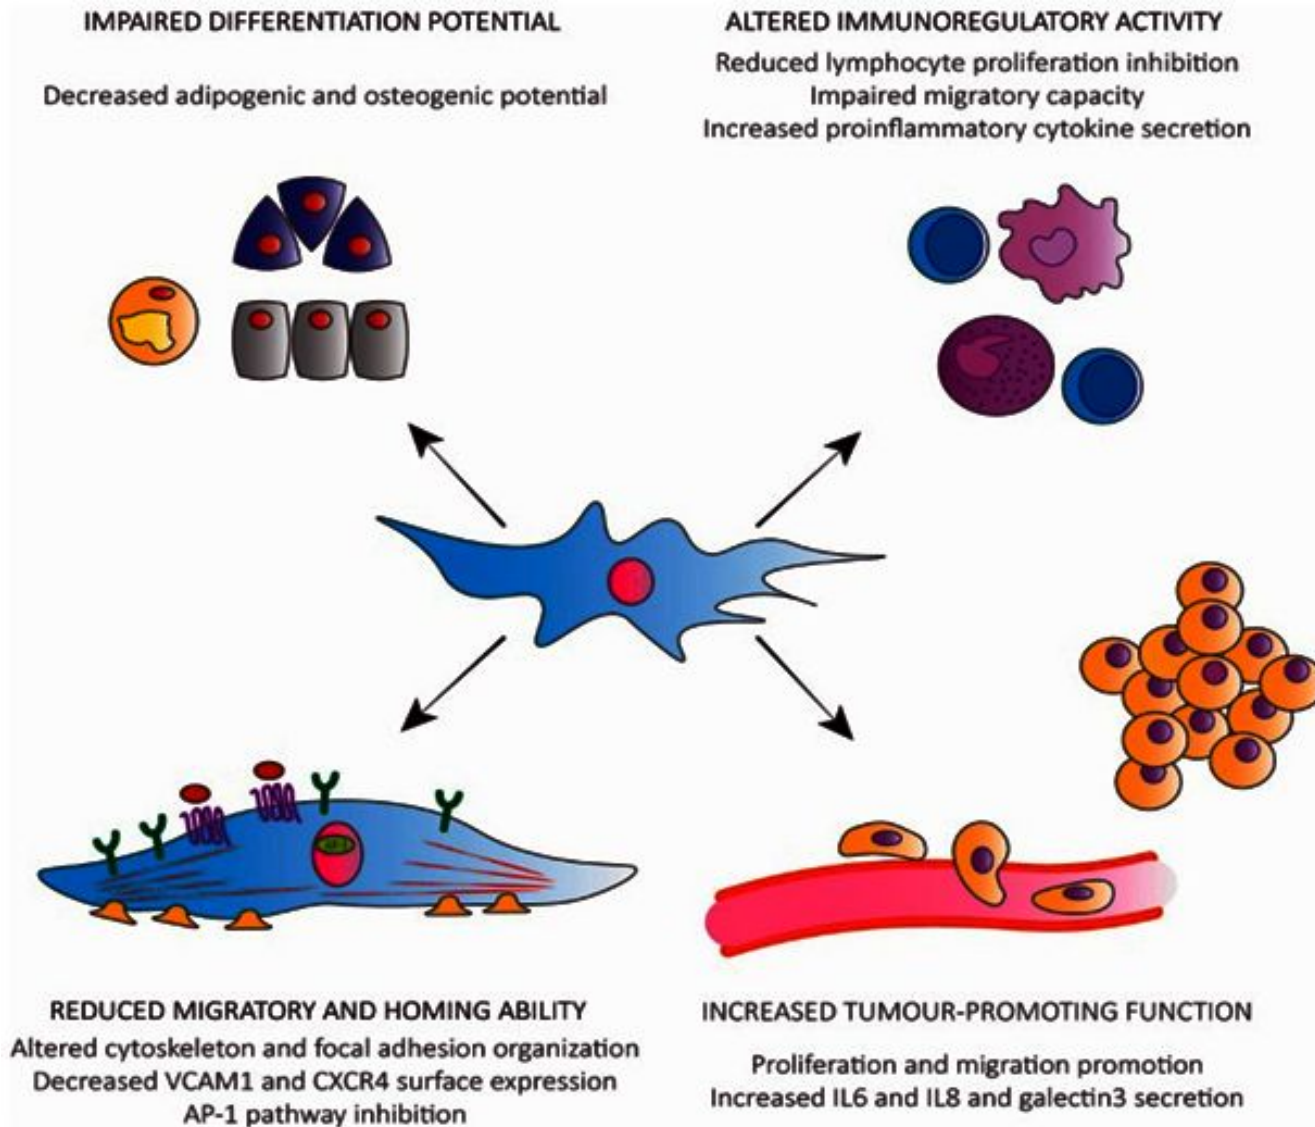 IMPAIRED DIFFERENTIATION POTENTIAL
Decreased adipogenic and osteogenic potential
ALTERED IMMUNOREGULATORY ACTIVITY
Reduced lymphocyte proliferation inhibition
Impaired migratory capacity
Increased proinflammatory cytokine secretion
REDUCED MIGRATORY AND HOMING ABILITY
Altered cytoskeleton and focal adhesion organization
Decreased VCAM1 and CXCR4 surface expression
AP-1 pathway inhibition
INCREASED TUMOUR-PROMOTING FUNCTION
Proliferation and migration promotion
Increased IL6 and IL8 and galectin3 secretion